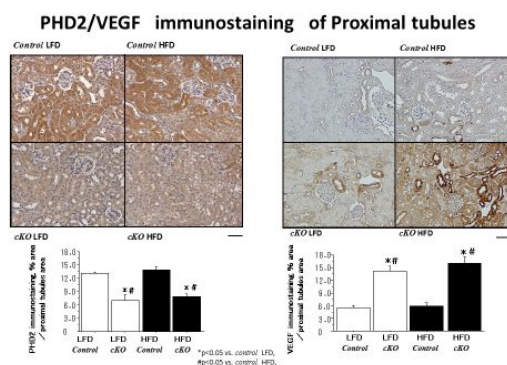 PHD2/VEGF immunostaining of Proximal tubules
Control LFD
Control HFD
cKO LFD
cKO HFD
PHD2 immunostaining, % area
/ proximal tubules area
18.0
15.0
12.0
9.0
6.0
3.0
0
* #
* #
LFD LFD HFD HFD
Control cKO Control cKO
*p<0.05 vs. control LFD,
#p<0.05 vs. control HFD.
Control LFD
Control HFD
cKO LFD
cKO HFD
VEGF immunostaining, % area
/ proximal tubules area
18.0
15.0
12.0
9.0
6.0
3.0
0
* #
* #
LFD LFD HFD HFD
Control cKO Control cKO